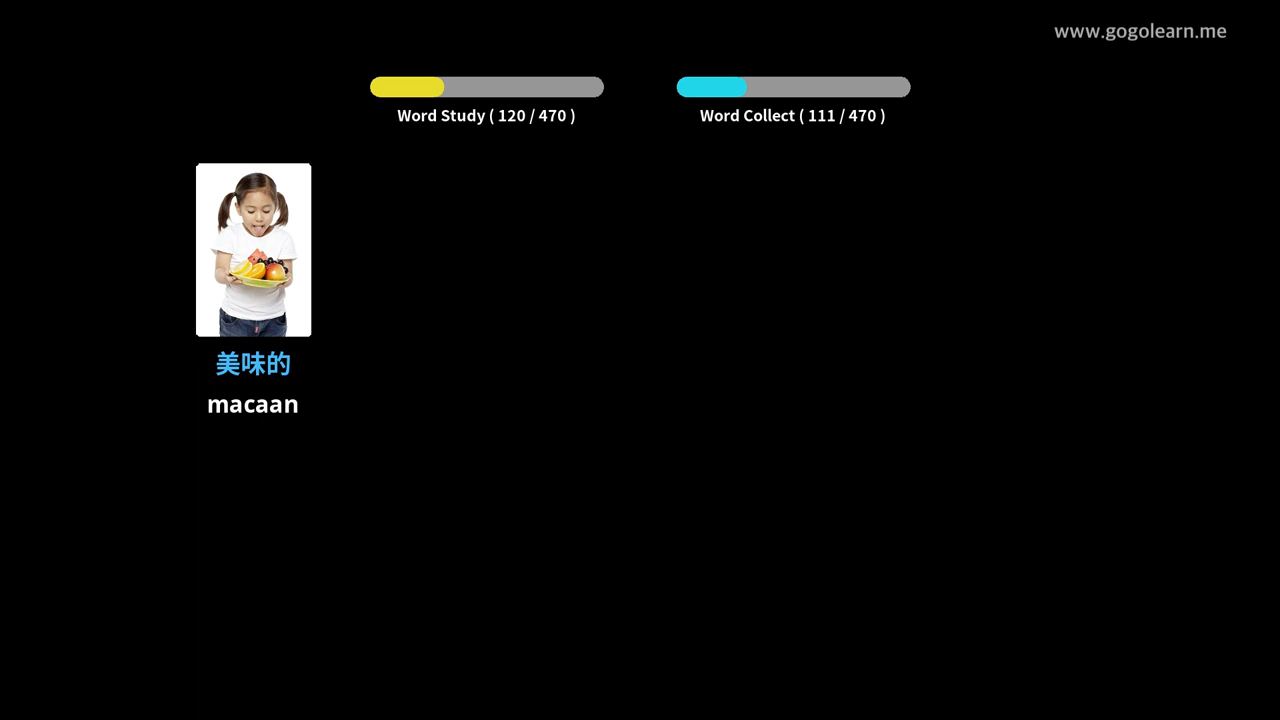 www.gogolearn.me
Word Study ( 120 / 470 )
Word Collect ( 111 / 470 )
美味的
macaan